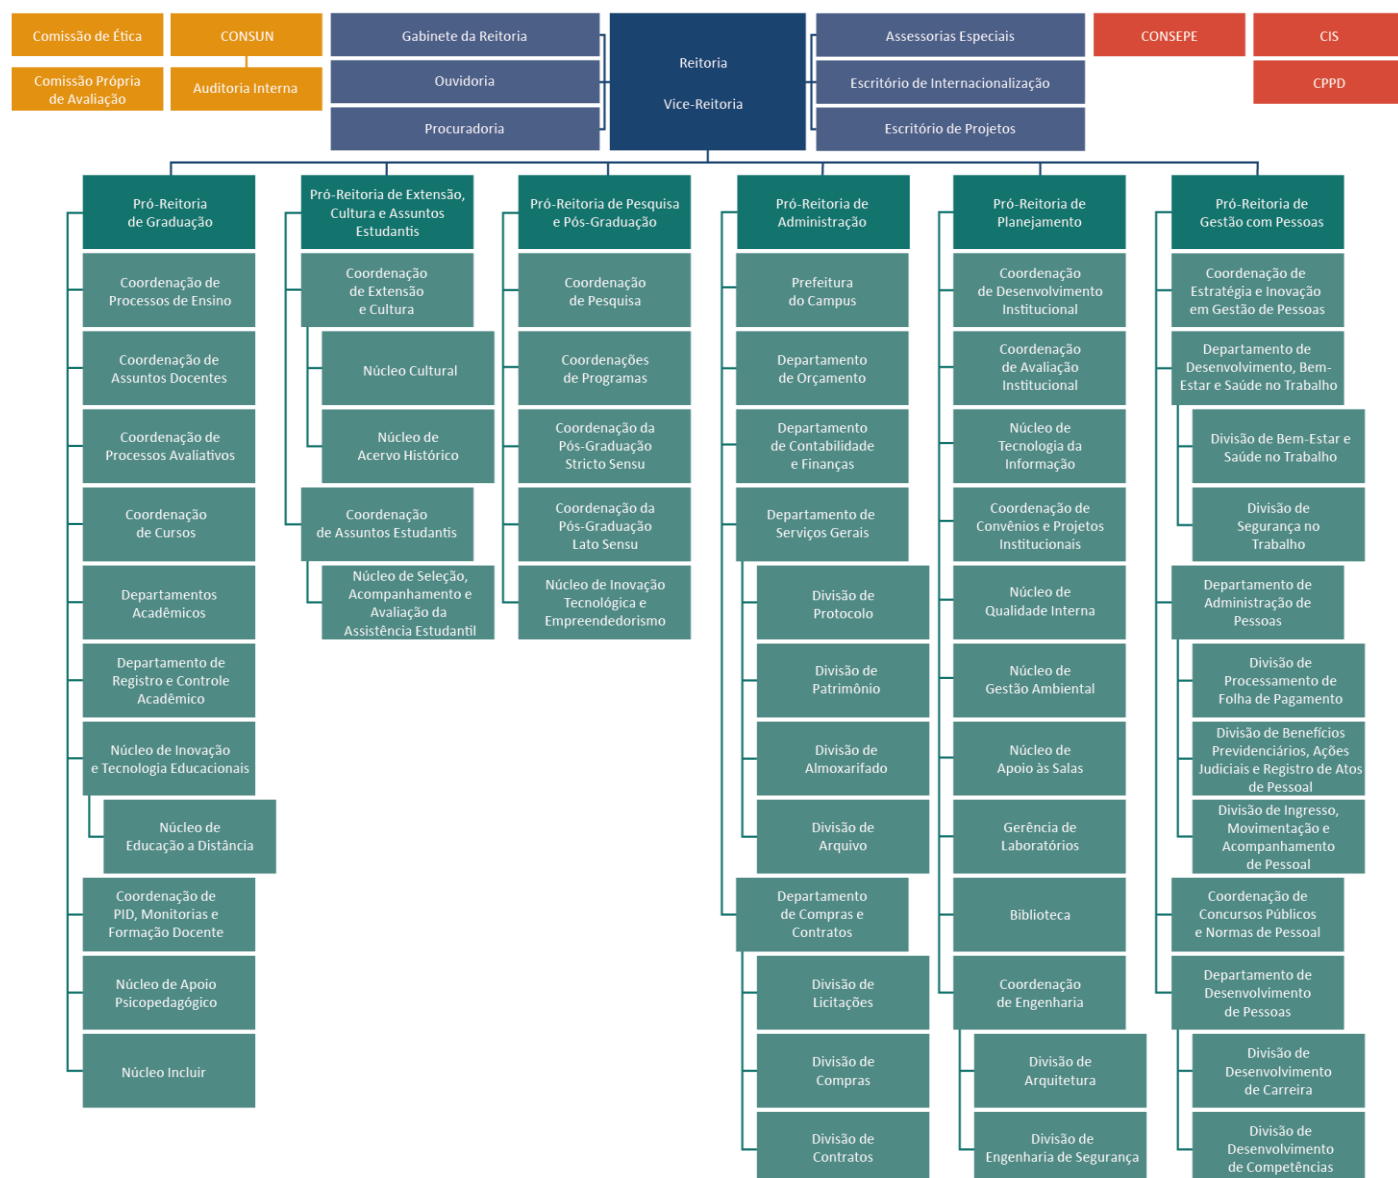 Comissão de Ética
CONSUN
Comissão Própria
de Avaliação
Auditoria Interna
Gabinete da Reitoria
Ouvidoria
Procuradoria
Reitoria
Vice-Reitoria
Assessorias Especiais
Escritório de Internacionalização
Escritório de Projetos
CONSEPE
CIS
CPPD
Pró-Reitoria
de Graduação
Coordenação de
Processos de Ensino
Coordenação de
Assuntos Docentes
Coordenação de
Processos Avaliativos
Coordenação
de Cursos
Departamentos
Acadêmicos
Departamento de
Registro e Controle
Acadêmico
Núcleo de Inovação
e Tecnologia Educacionais
Núcleo de
Educação a Distância
Coordenação de
PID, Monitorias e
Formação Docente
Núcleo de Apoio
Psicopedagógico
Núcleo Incluir
Pró-Reitoria de Extensão,
Cultura e Assuntos
Estudantis
Coordenação
de Extensão
e Cultura
Núcleo Cultural
Núcleo de
Acervo Histórico
Coordenação
de Assuntos Estudantis
Núcleo de Seleção,
Acompanhamento e
Avaliação da
Assistência Estudantil
Pró-Reitoria de Pesquisa
e Pós-Graduação
Coordenação
de Pesquisa
Coordenações
de Programas
Coordenação da
Pós-Graduação
Stricto Sensu
Coordenação da
Pós-Graduação
Lato Sensu
Núcleo de Inovação
Tecnológica e
Empreendedorismo
Pró-Reitoria de
Administração
Prefeitura
do Campus
Departamento
de Orçamento
Departamento
de Contabilidade
e Finanças
Departamento de
Serviços Gerais
Divisão de
Protocolo
Divisão de
Patrimônio
Divisão de
Almoxarifado
Divisão de
Arquivo
Departamento
de Compras e
Contratos
Divisão de
Licitações
Divisão de
Compras
Divisão de
Contratos
Pró-Reitoria de
Planejamento
Coordenação
de Desenvolvimento
Institucional
Coordenação
de Avaliação
Institucional
Núcleo de
Tecnologia da
Informação
Coordenação de
Convênios e Projetos
Institucionais
Núcleo de
Qualidade Interna
Núcleo de
Gestão Ambiental
Núcleo de
Apoio às Salas
Gerência de
Laboratórios
Biblioteca
Coordenação
de Engenharia
Divisão de
Arquitetura
Divisão de
Engenharia de Segurança
Pró-Reitoria de
Gestão com Pessoas
Coordenação de
Estratégia e Inovação
em Gestão de Pessoas
Departamento de
Desenvolvimento, Bem-
Estar e Saúde no Trabalho
Divisão de Bem-Estar e
Saúde no Trabalho
Divisão de
Segurança no
Trabalho
Departamento de
Administração de
Pessoas
Divisão de
Processamento de
Folha de Pagamento
Divisão de Benefícios
Previdenciários, Ações
Judiciais e Registro de Atos
de Pessoal
Divisão de Ingresso,
Movimentação e
Acompanhamento
de Pessoal
Coordenação de
Concursos Públicos
e Normas de Pessoal
Departamento de
Desenvolvimento
de Pessoas
Divisão de
Desenvolvimento
de Carreira
Divisão de
Desenvolvimento
de Competências